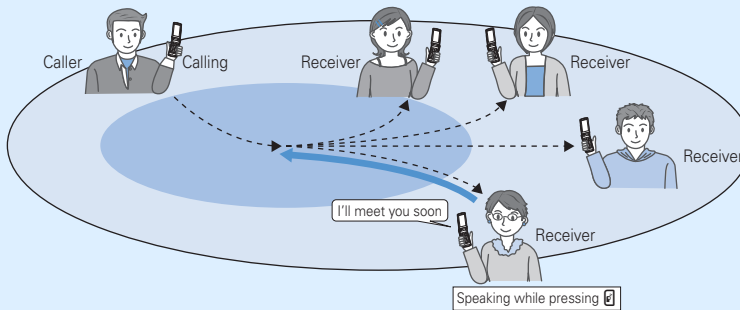 Caller
Calling
Receiver
Receiver
Receiver
I'll meet you soon
Receiver
Speaking while pressing